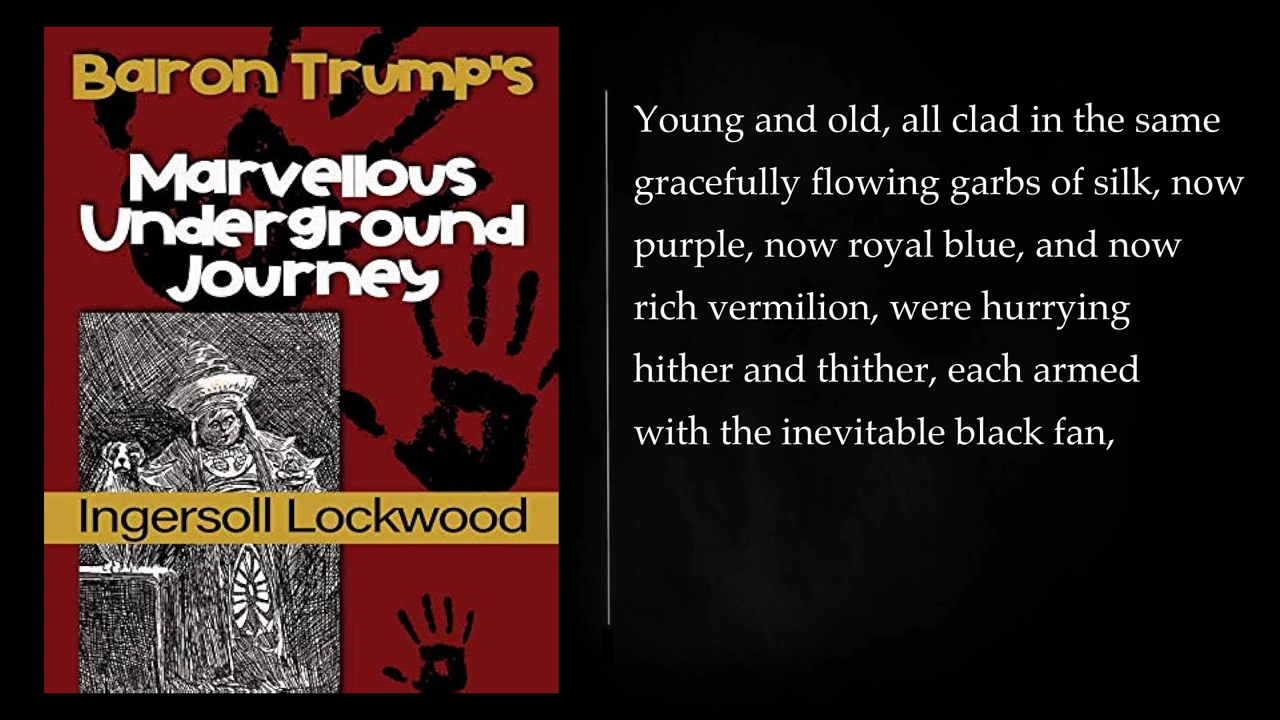 Baron Trump's
Marvellous
Underground
Journey
Ingersoll Lockwood
Young and old, all clad in the same
gracefully flowing garbs of silk, now
purple, now royal blue, and now
rich vermilion, were hurrying
hither and thither, each armed
with the inevitable black fan,